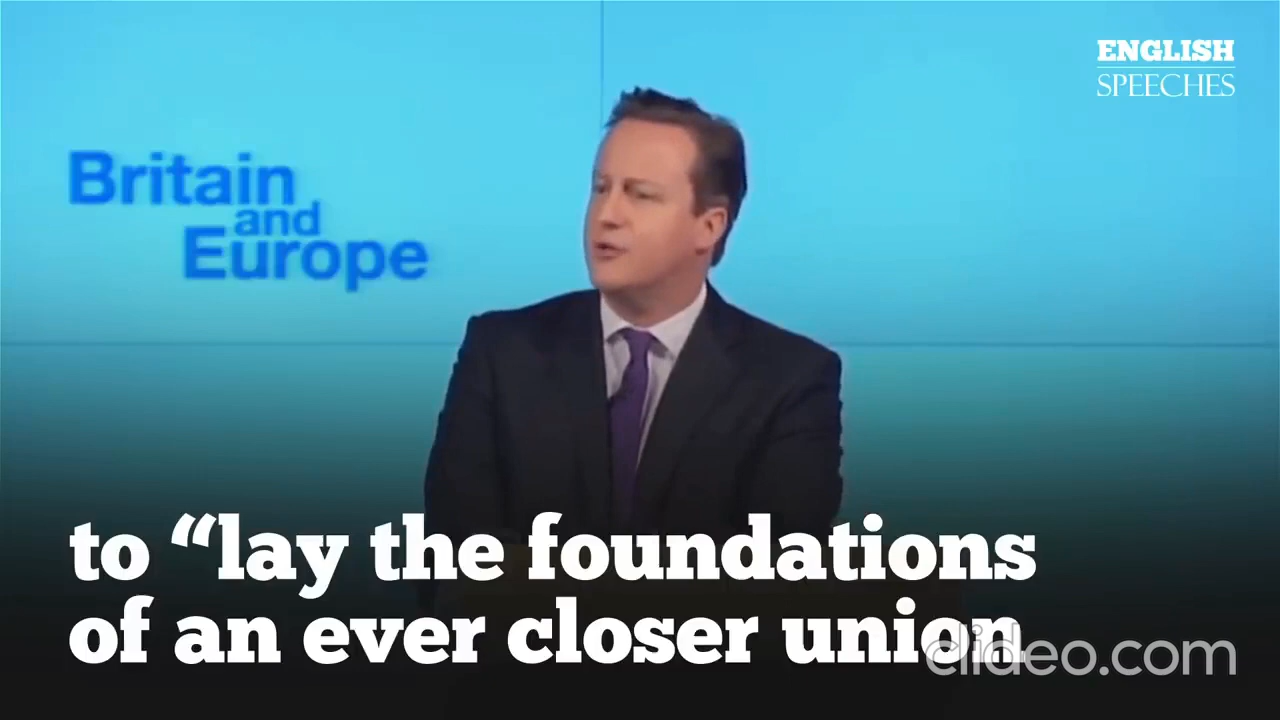 ENGLISH
SPEECHES
Britain
and
Europe
to “lay the foundations
of an ever closer union
clideo.com